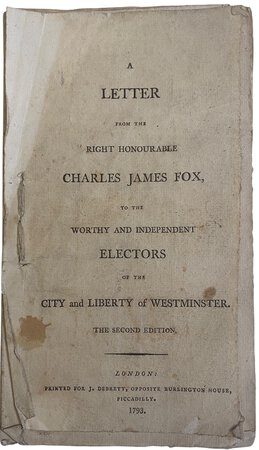 A
LETTER
FROM THE
RIGHT HONOURABLE
CHARLES JAMES FOX,
TO THE
WORTHY AND INDEPENDENT
ELECTORS
OF THE
CITY and LIBERTY of WESTMINSTER.
THE SECOND EDITION.
LONDON:
PRINTED FOR J. DEBRETT, OPPOSITE BURLINGTON HOUSE,
PICCADILLY.
1793.